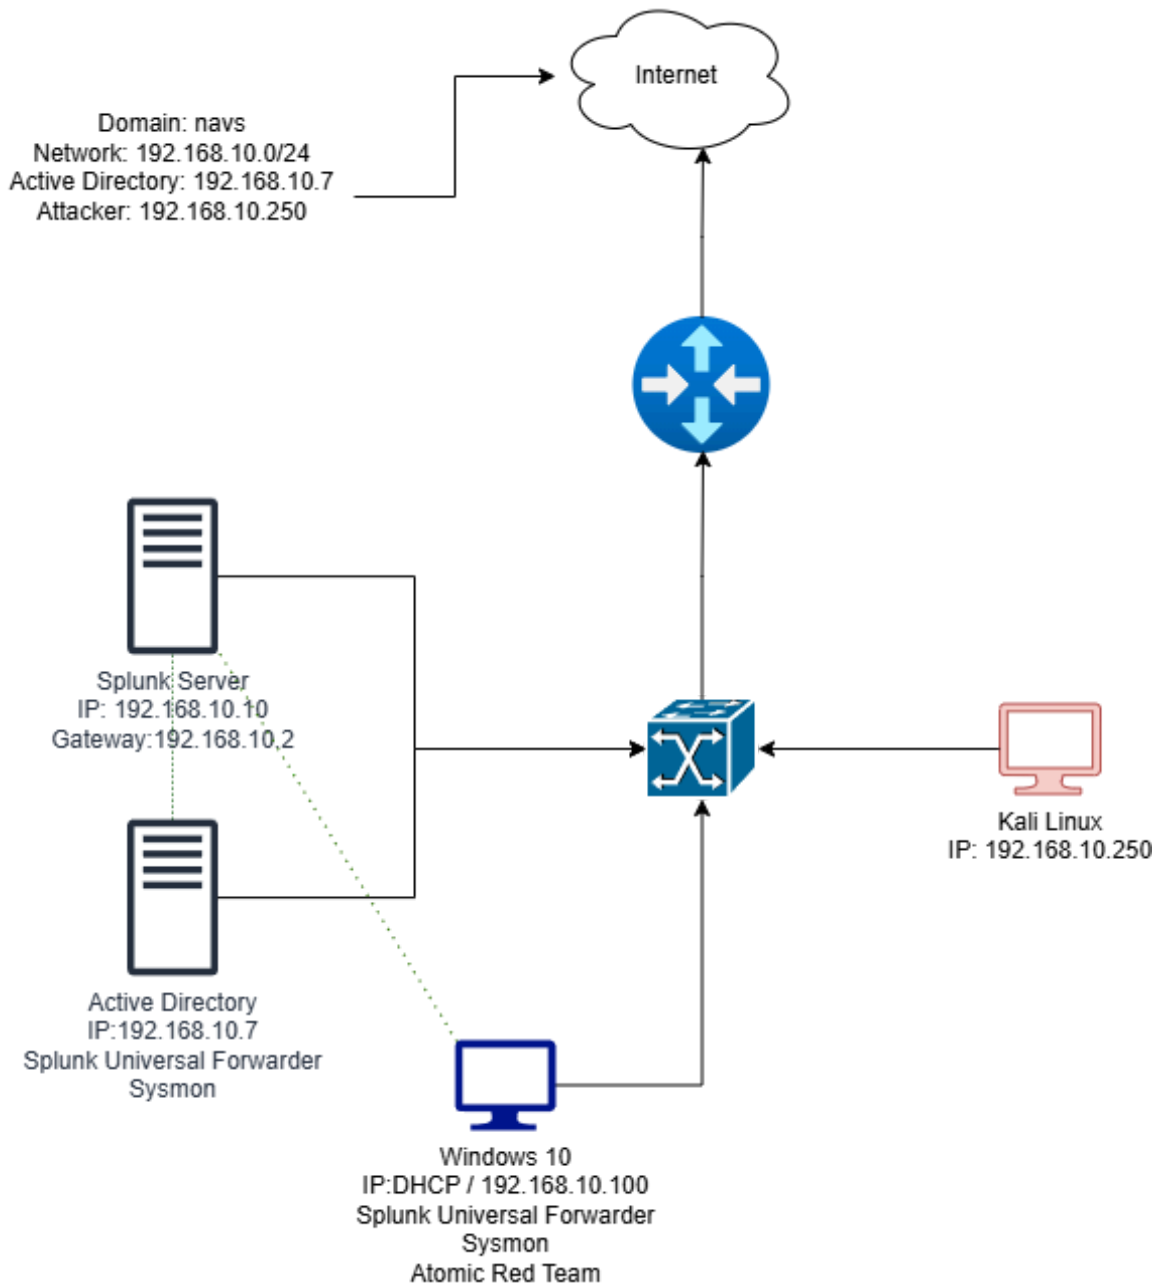 Internet
Domain: navs
Network: 192.168.10.0/24
Active Directory: 192.168.10.7
Attacker: 192.168.10.250
Splunk Server
IP: 192.168.10.10
Gateway:192.168.10.2
Kali Linux
IP: 192.168.10.250
Active Directory
IP:192.168.10.7
Splunk Universal Forwarder
Sysmon
Windows 10
IP:DHCP / 192.168.10.100
Splunk Universal Forwarder
Sysmon
Atomic Red Team